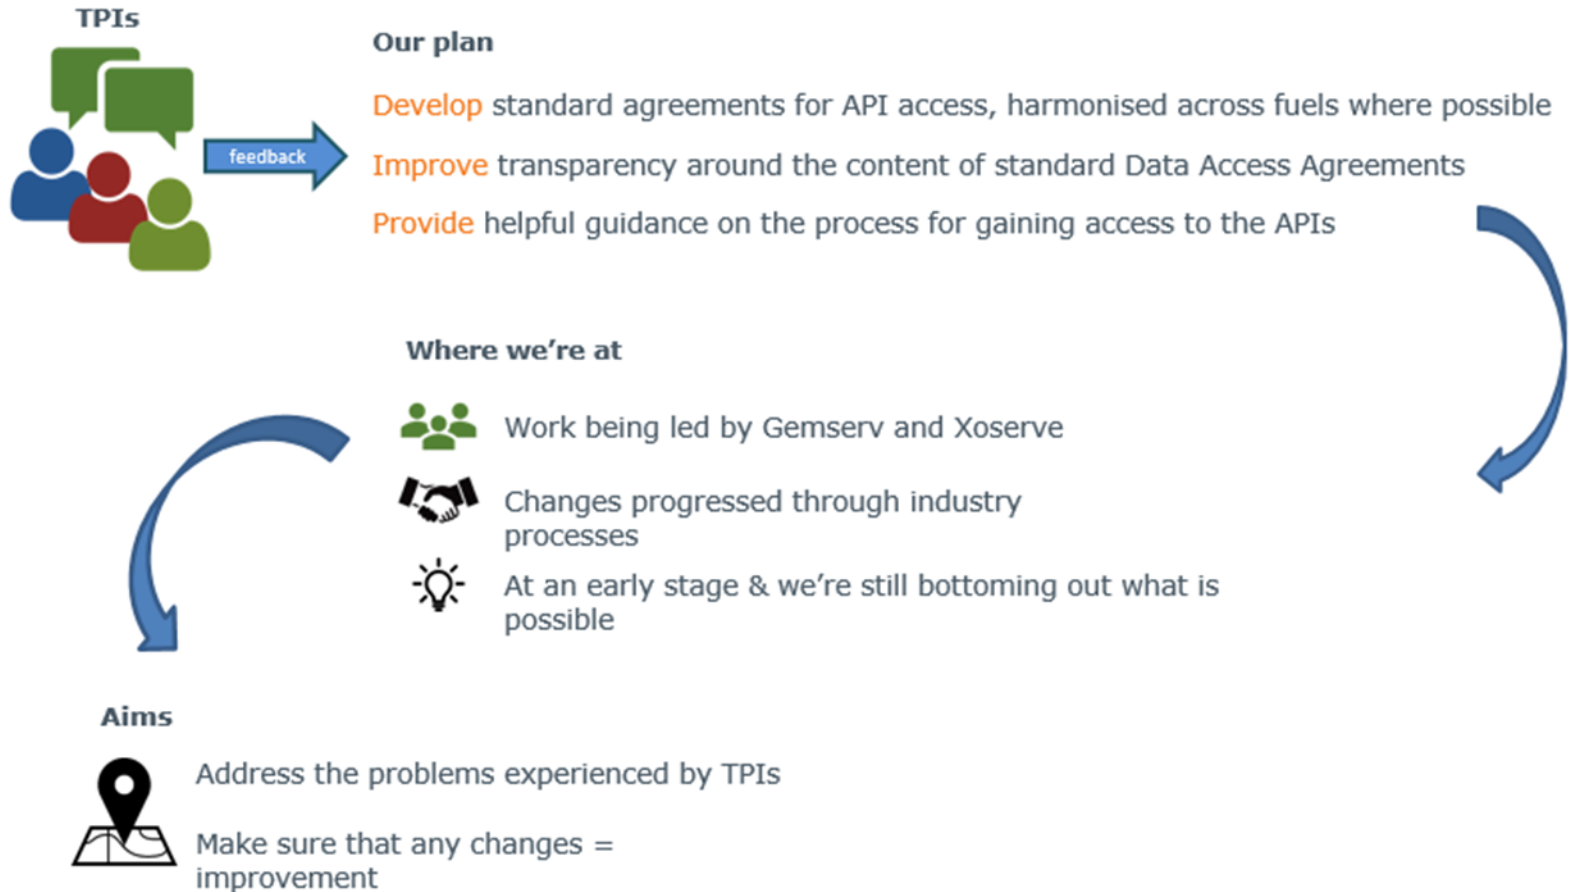 TPIs
feedback
Our plan
Develop standard agreements for API access, harmonised across fuels where possible
Improve transparency around the content of standard Data Access Agreements
Provide helpful guidance on the process for gaining access to the APIs
Where we're at
Work being led by Gemserv and Xoserve
Changes progressed through industry
processes
At an early stage & we're still bottoming out what is
possible
Aims
Address the problems experienced by TPIs
Make sure that any changes =
improvement